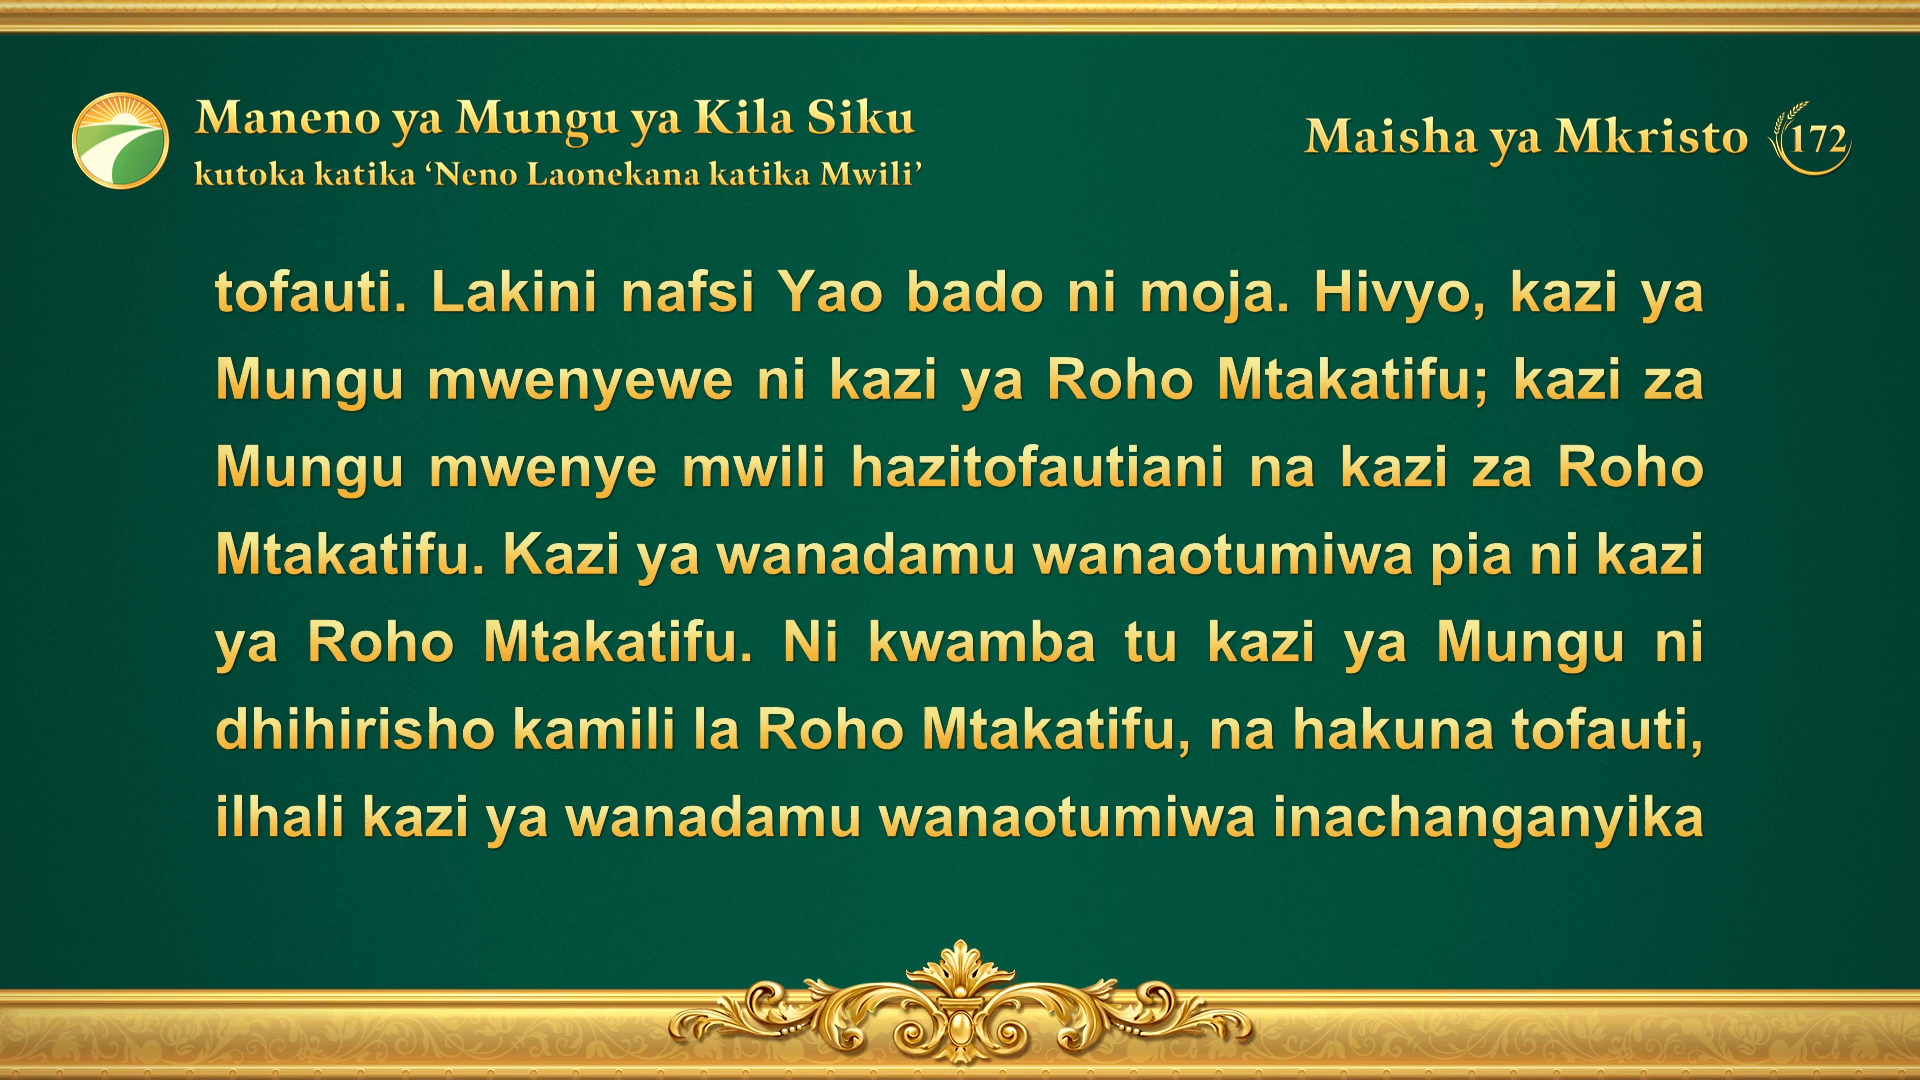 Maneno ya Mungu ya Kila Siku
kutoka katika ‘Neno Laonekana katika Mwili’
Maisha ya Mkristo 172
tofauti. Lakini nafsi Yao bado ni moja. Hivyo, kazi ya
Mungu mwenyewe ni kazi ya Roho Mtakatifu; kazi za
Mungu mwenye mwili hazitofautiani na kazi za Roho
Mtakatifu. Kazi ya wanadamu wanaotumiwa pia ni kazi
ya Roho Mtakatifu. Ni kwamba tu kazi ya Mungu ni
dhihirisho kamili la Roho Mtakatifu, na hakuna tofauti,
ilhali kazi ya wanadamu wanaotumiwa inachanganyika